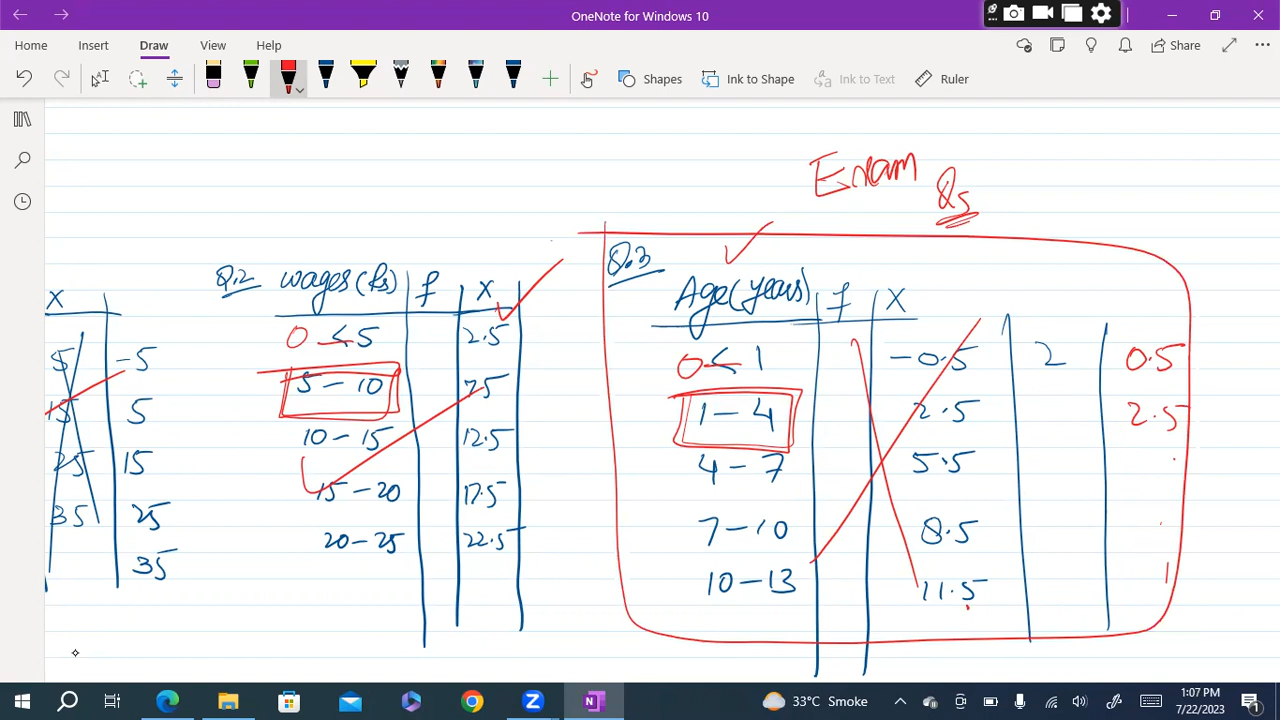 OneNote for Windows 10
Home Insert Draw View Help Share
Shapes Ink to Shape Ink to Text Ruler
Exam
Qs
X
5 -5
15 5
25 15
35 25
35
Q.2 wages (Rs) f X
0 < 5 2.5
5 - 10 7.5
10 - 15 12.5
15 - 20 17.5
20 - 25 22.5
Q.3
Age (years) f X
0 < 1 -0.5 2 0.5
1 - 4 2.5 2.5
4 - 7 5.5
7 - 10 8.5
10 - 13 11.5
33°C Smoke
1:07 PM
7/22/2023